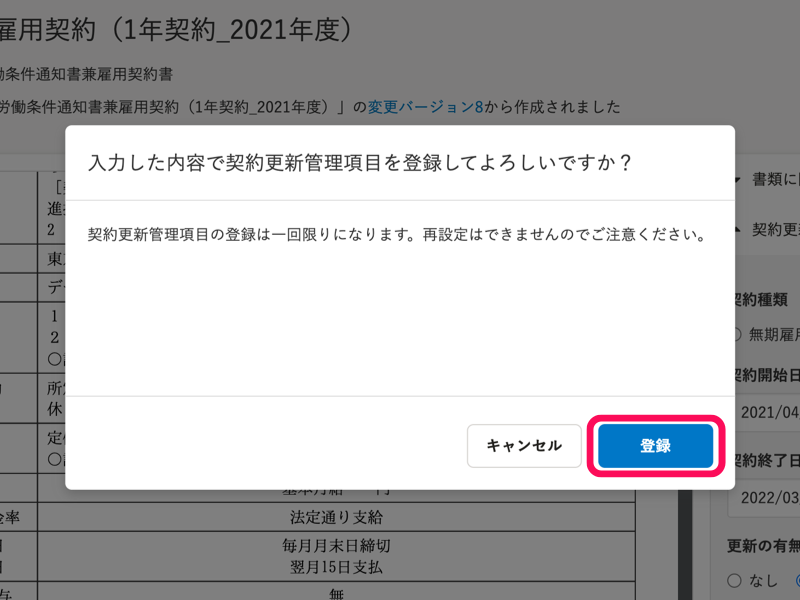 雇用契約（1年契約_2021年度）
働条件通知書兼雇用契約書
労働条件通知書兼雇用契約（1年契約_2021年度）」の変更バージョン8から作成されました
入力した内容で契約更新管理項目を登録してよろしいですか？
契約更新管理項目の登録は一回限りになります。再設定はできませんのでご注意ください。
キャンセル
登録
進
2
東
デ
1
2
所
休
定
書類に
契約更新
契約種類
無期雇用
契約開始日
2021/04
契約終了日
2022/03
更新の有無
なし
金率
法定通り支給
毎月月末日締切
翌月15日支払
無